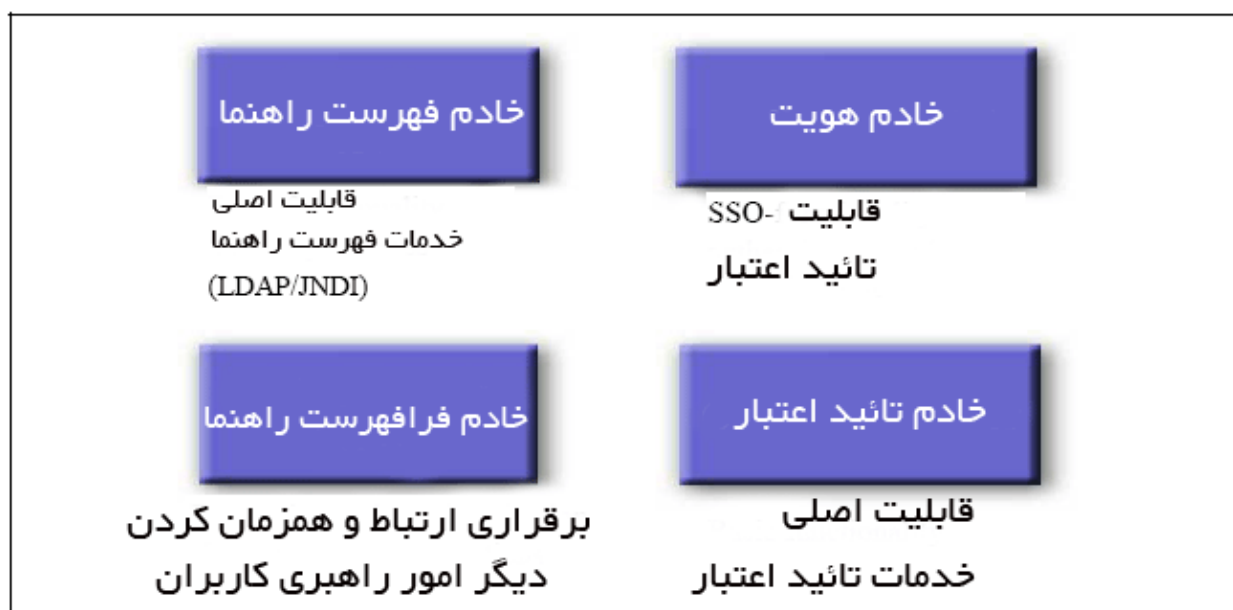 خادم هویت
قابلیت SSO-
تائید اعتبار
خادم فهرست راهنما
قابلیت اصلی
خدمات فهرست راهنما
(LDAP/JNDI)
خادم تائید اعتبار
قابلیت اصلی
خدمات تائید اعتبار
خادم فرافهرست راهنما
برقراری ارتباط و همزمان کردن
دیگر امور راهبری کاربران